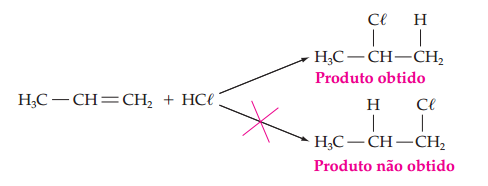 Cℓ H
H₃C—CH—CH₂
Produto obtido
H₃C—CH=CH₂ + HCℓ
H Cℓ
H₃C—CH—CH₂
Produto não obtido